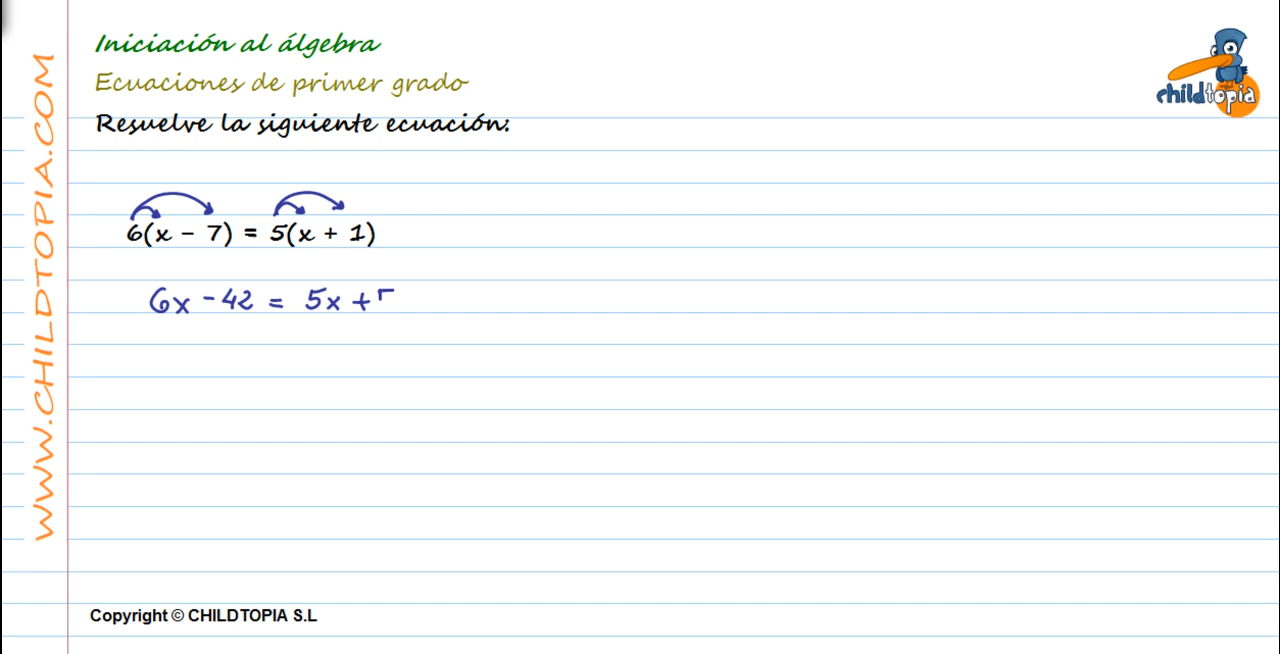 Iniciación al álgebra
Ecuaciones de primer grado
childtopia
Resuelve la siguiente ecuación:
6(x - 7) = 5(x + 1)
6x - 42 = 5x +
WWW.CHILDTOPIA.COM
Copyright © CHILDTOPIA S.L